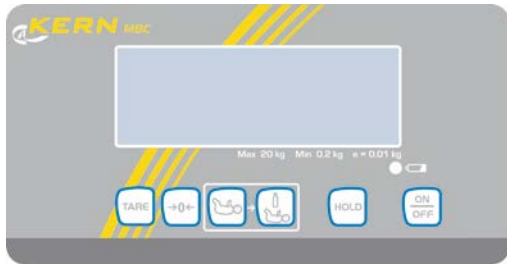 KERN MBC
Max 20 kg Min 0.2 kg e = 0.01 kg
TARE →0← HOLD ON
OFF